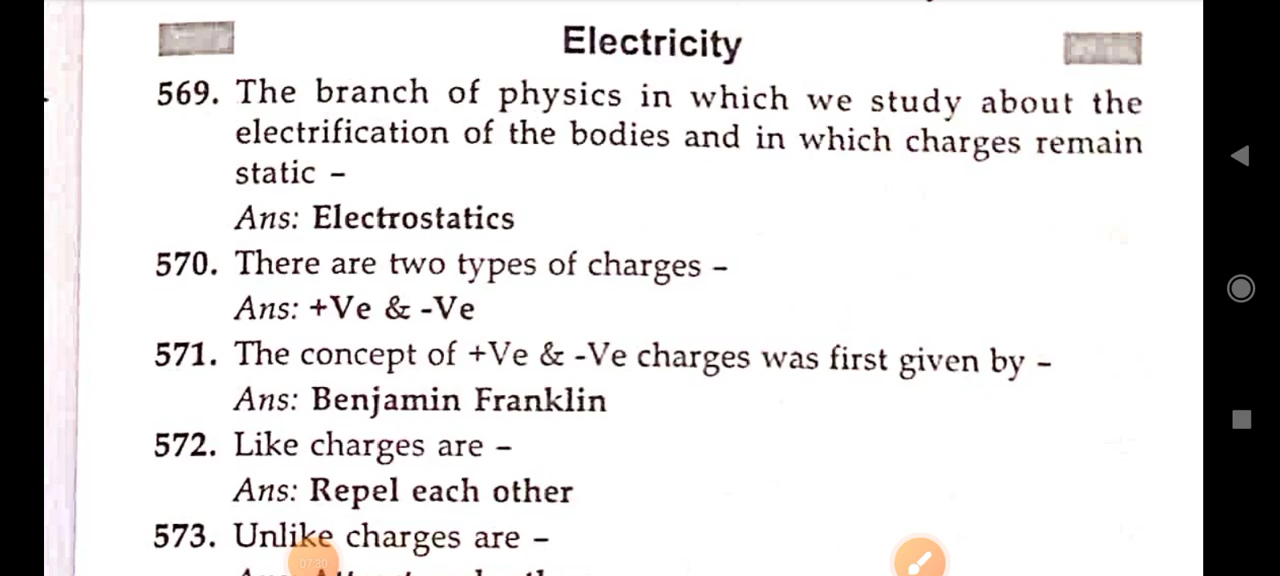 Electricity
569. The branch of physics in which we study about the
electrification of the bodies and in which charges remain
static –
Ans: Electrostatics
570. There are two types of charges –
Ans: +Ve & -Ve
571. The concept of +Ve & -Ve charges was first given by –
Ans: Benjamin Franklin
572. Like charges are –
Ans: Repel each other
573. Unlike charges are –
07:30